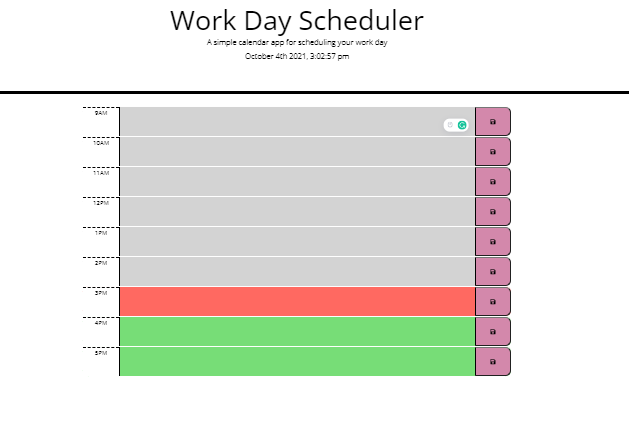 Work Day Scheduler
A simple calendar app for scheduling your work day
October 4th 2021, 3:02:57 pm
9AM
10AM
11AM
12PM
1PM
2PM
3PM
4PM
5PM